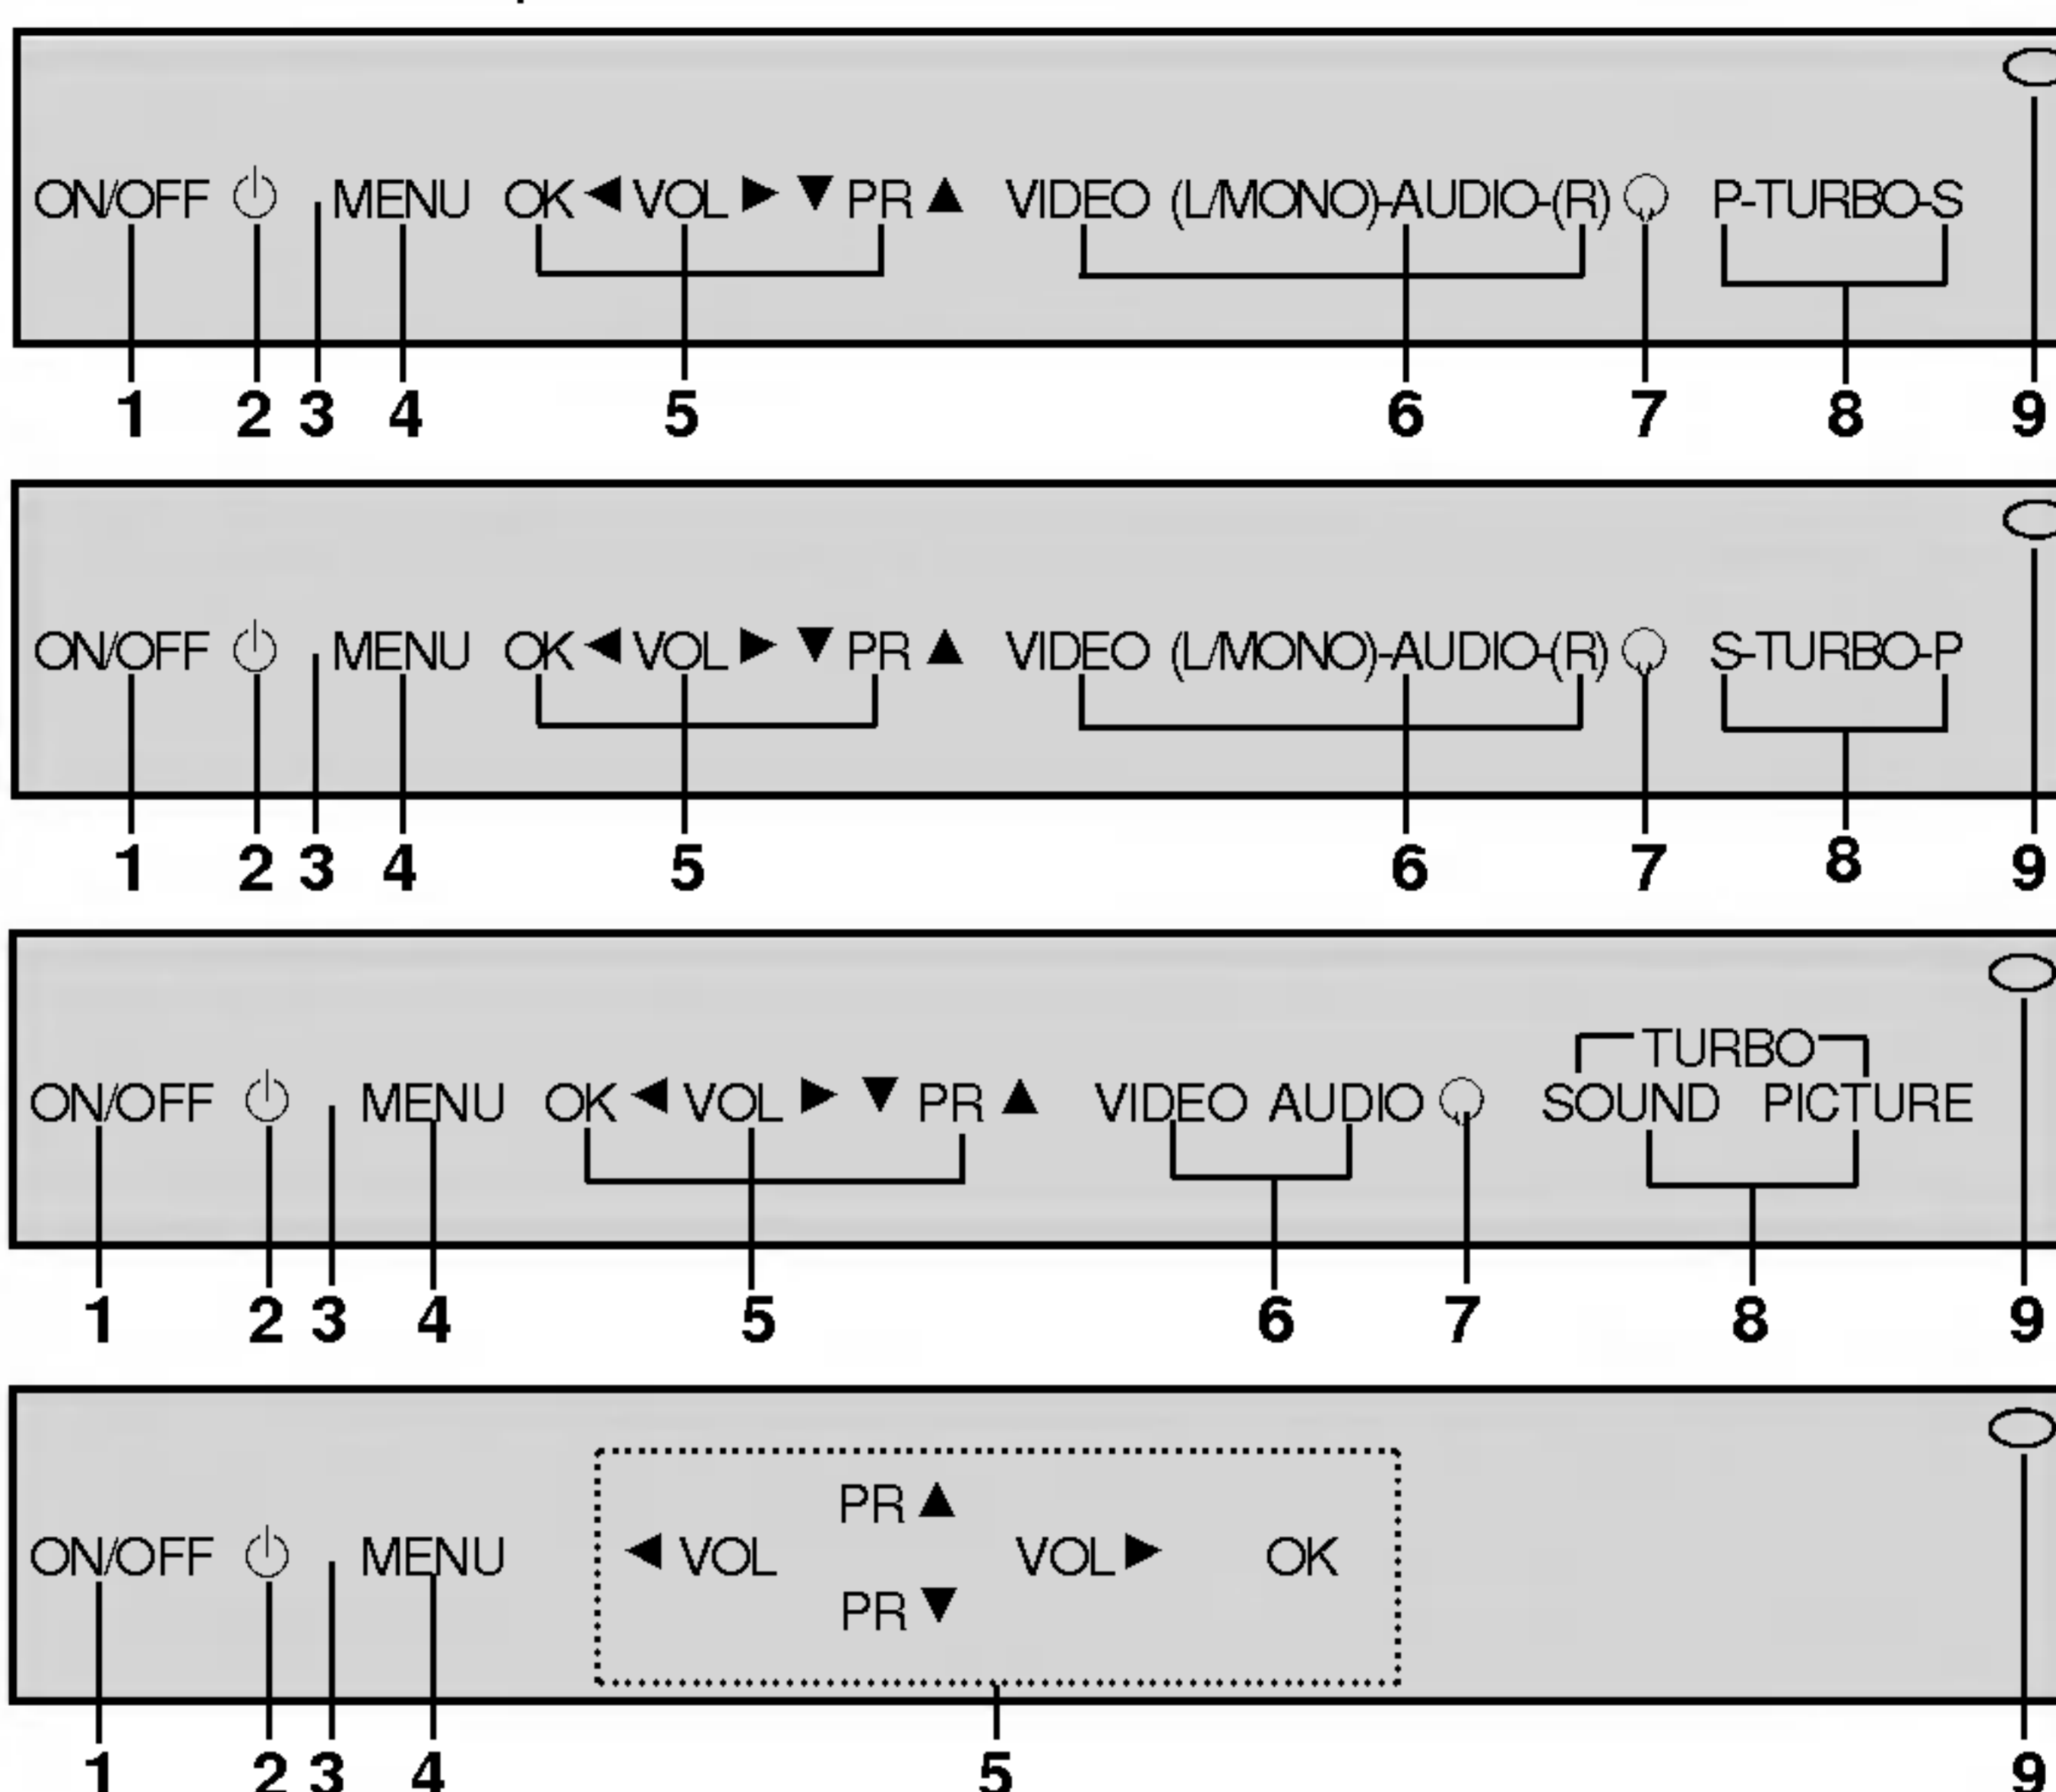 ON/OFF ⏻ MENU OK ◄ VOL ► ▼ PR ▲ VIDEO (L/MONO)-AUDIO-(R) P-TURBO-S
1 2 3 4 5 6 7 8 9
ON/OFF ⏻ MENU OK ◄ VOL ► ▼ PR ▲ VIDEO (L/MONO)-AUDIO-(R) S-TURBO-P
1 2 3 4 5 6 7 8 9
TURBO
ON/OFF ⏻ MENU OK ◄ VOL ► ▼ PR ▲ VIDEO AUDIO SOUND PICTURE
1 2 3 4 5 6 7 8 9
PR ▲
ON/OFF ⏻ MENU ◄ VOL VOL ► OK
PR ▼
1 2 3 4 5 9